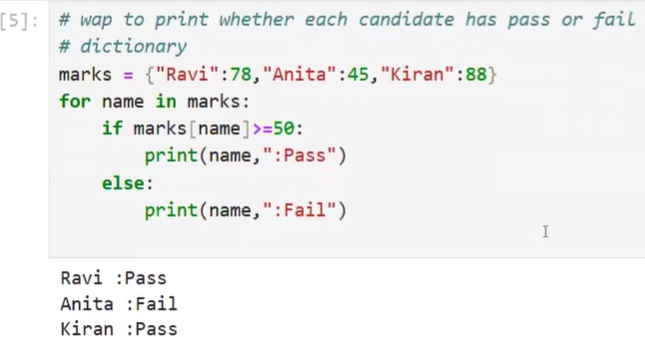 [5]: # wap to print whether each candidate has pass or fail
# dictionary
marks = {"Ravi":78,"Anita":45,"Kiran":88}
for name in marks:
    if marks[name]>=50:
        print(name,":Pass")
    else:
        print(name,":Fail")
Ravi :Pass
Anita :Fail
Kiran :Pass